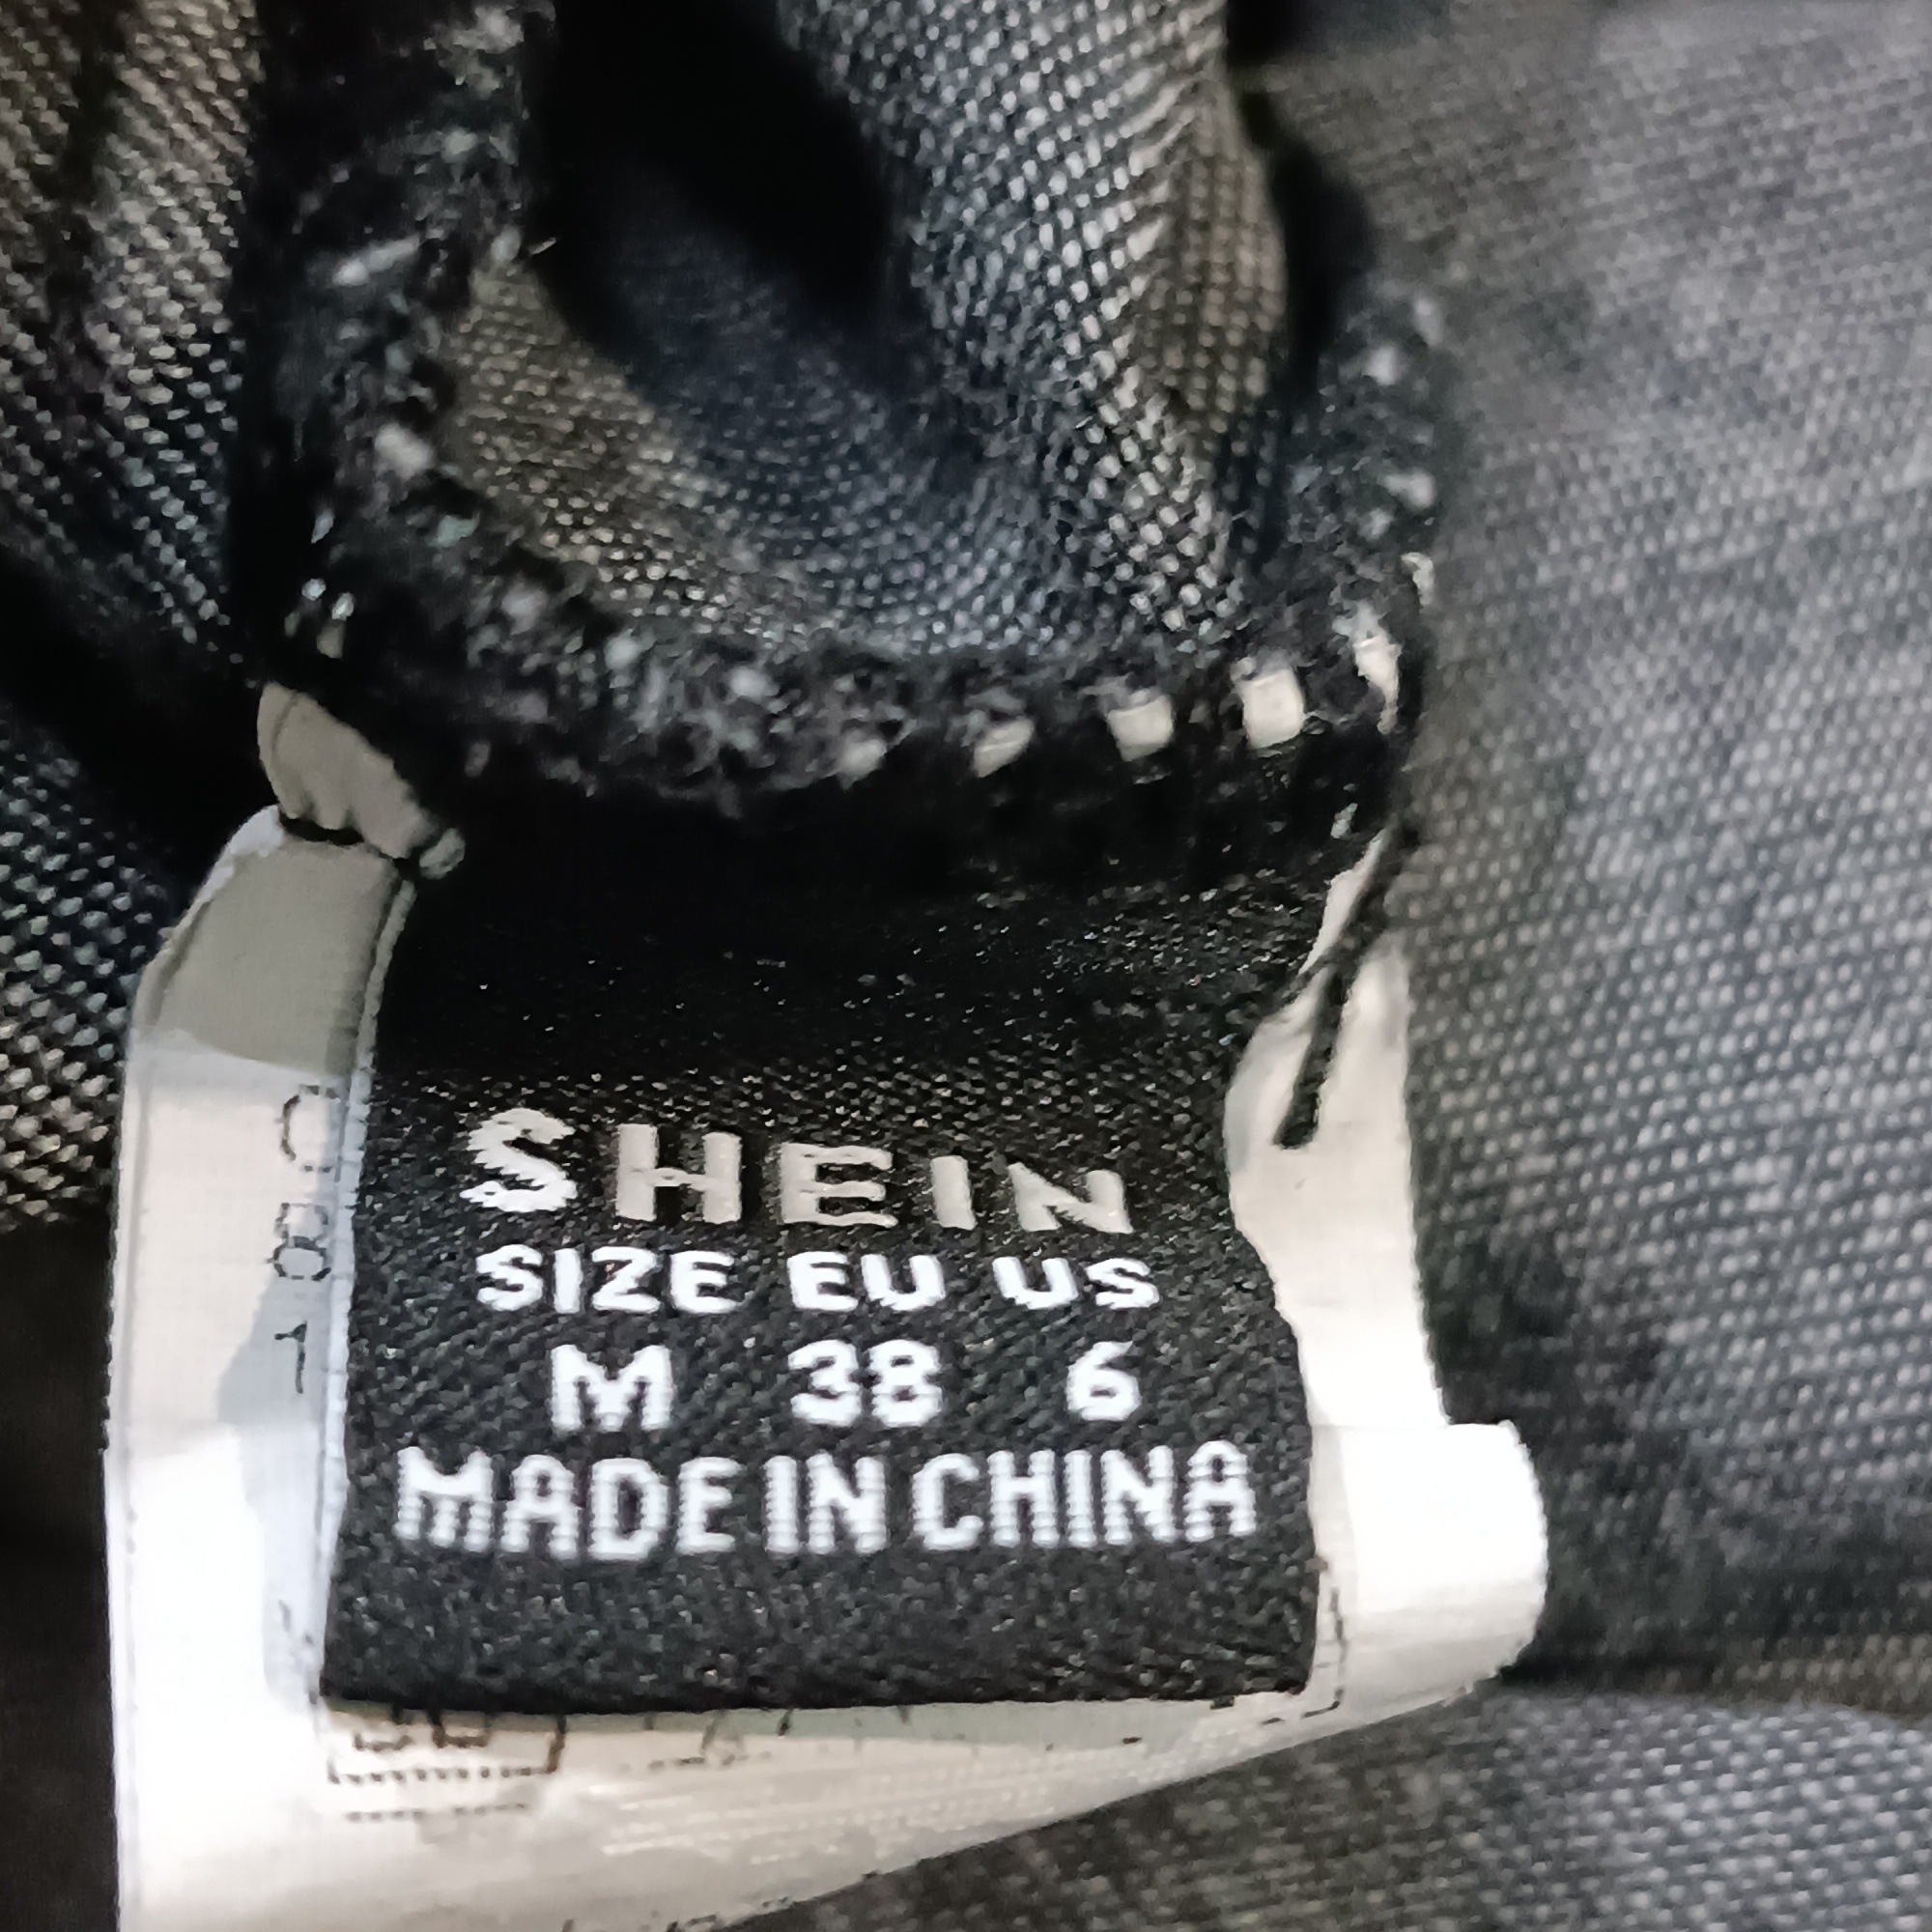 SHEIN
SIZE EU US
M 38 6
MADE IN CHINA